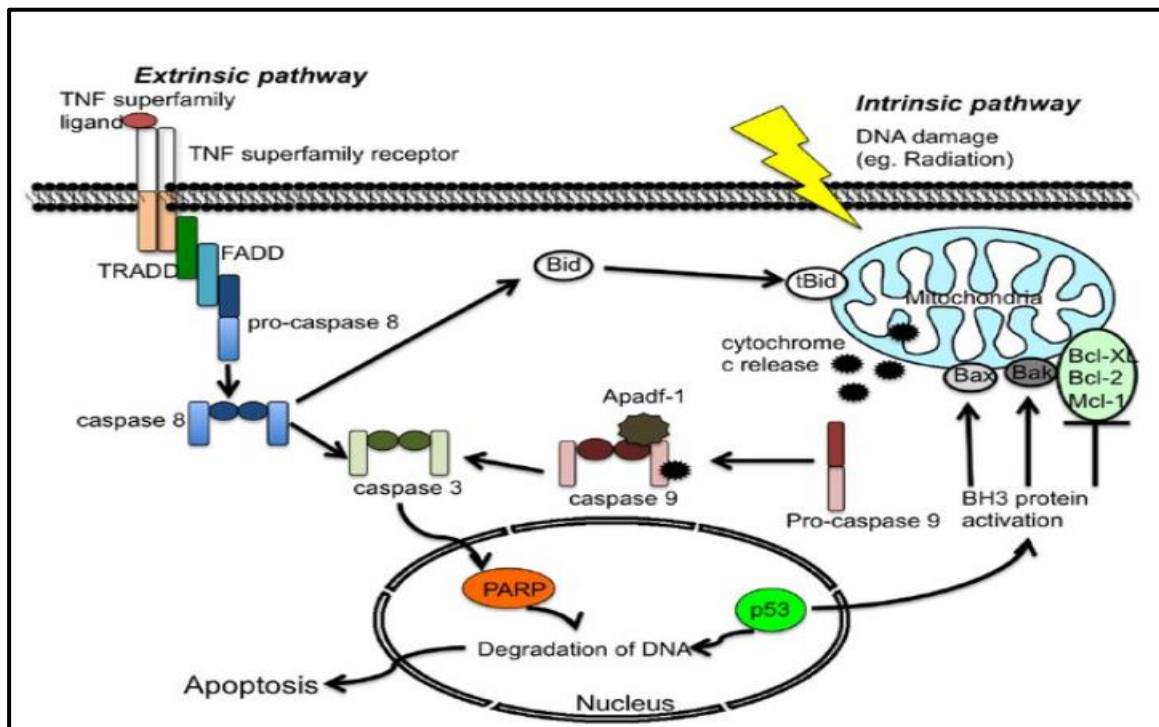 Extrinsic pathway
TNF superfamily
ligand
TNF superfamily receptor
Intrinsic pathway
DNA damage
(eg. Radiation)
FADD
TRADD
pro-caspase 8
Bid
tBid
Mitochondria
cytochrome
c release
Bax
Bak
Bcl-XL
Bcl-2
Mcl-1
caspase 8
Apadf-1
caspase 3
caspase 9
Pro-caspase 9
BH3 protein
activation
PARP
p53
Degradation of DNA
Apoptosis
Nucleus